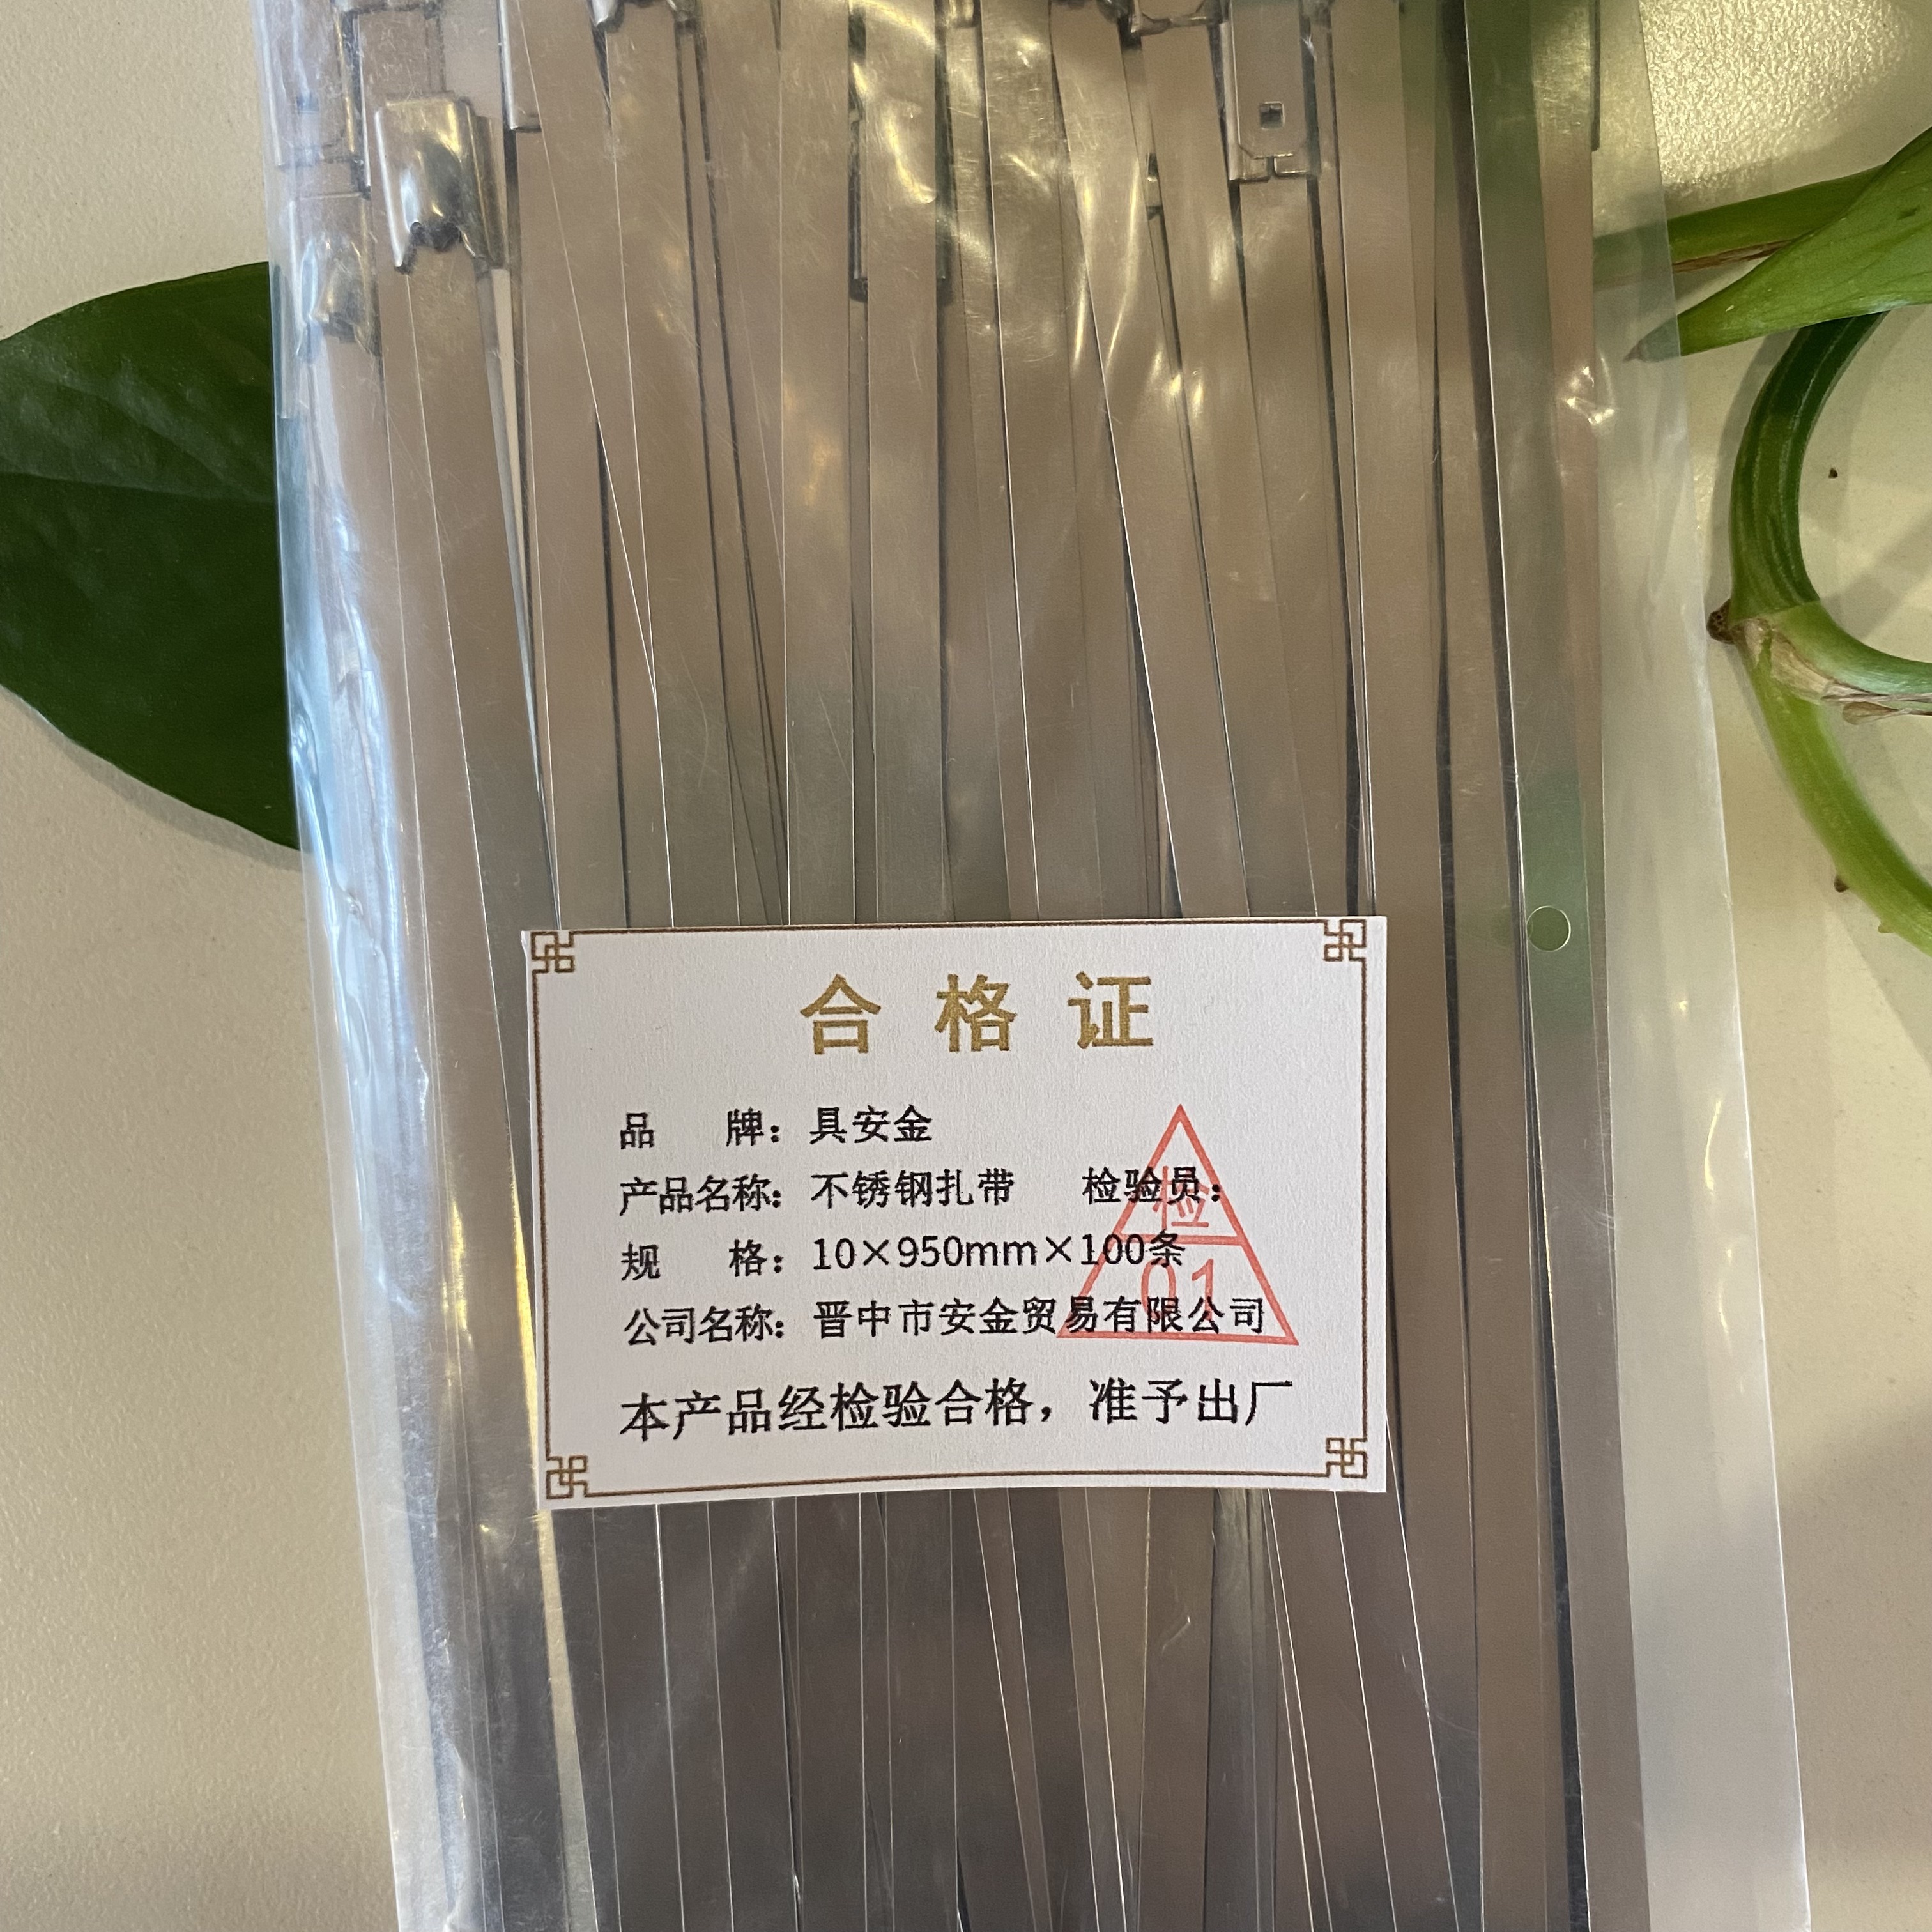 合格证
品 牌：具安金
产品名称：不锈钢扎带 检验员：
检
规 格：10×950mm×100条
01
公司名称：晋中市安金贸易有限公司
本产品经检验合格，准予出厂